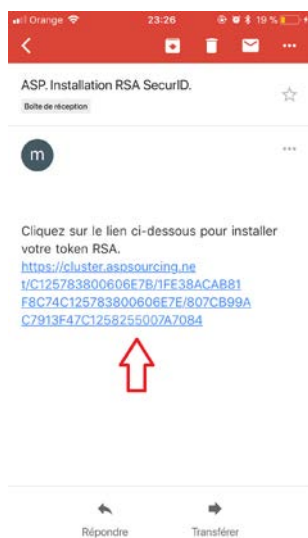 Orange 23:26 19 %
ASP. Installation RSA SecurID.
Boîte de réception
m
Cliquez sur le lien ci-dessous pour installer
votre token RSA.
https://cluster.aspsourcing.ne
t/C125783800606E7B/1FE38ACAB81
F8C74C125783800606E7E/807CB99A
C7913F47C1258255007A7084
Répondre Transférer